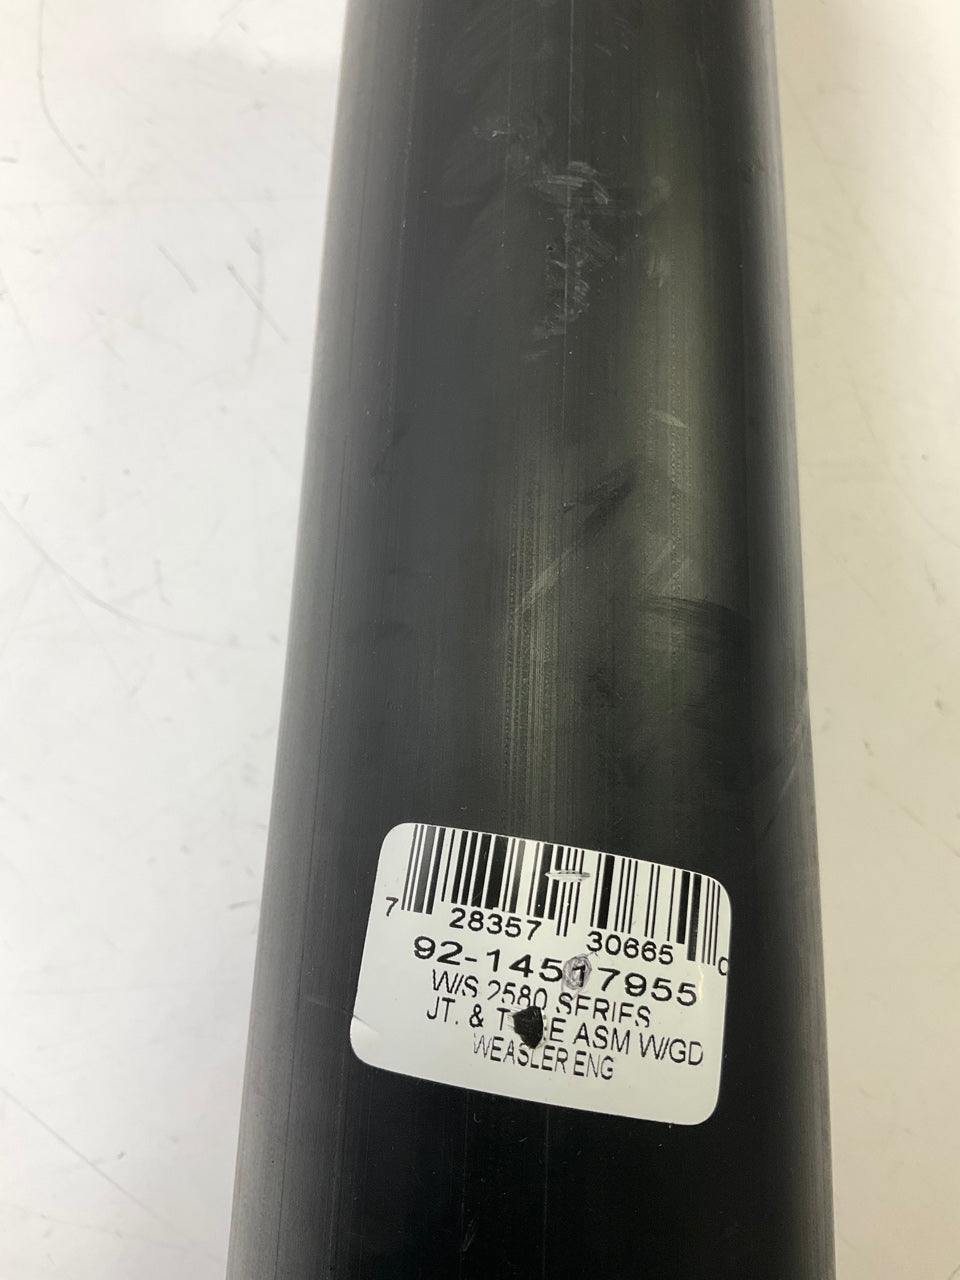 7 28357 30665 0
92-14517955
W/S 2580 SERIES
JT. & ASM W/GD
WEASLER ENG